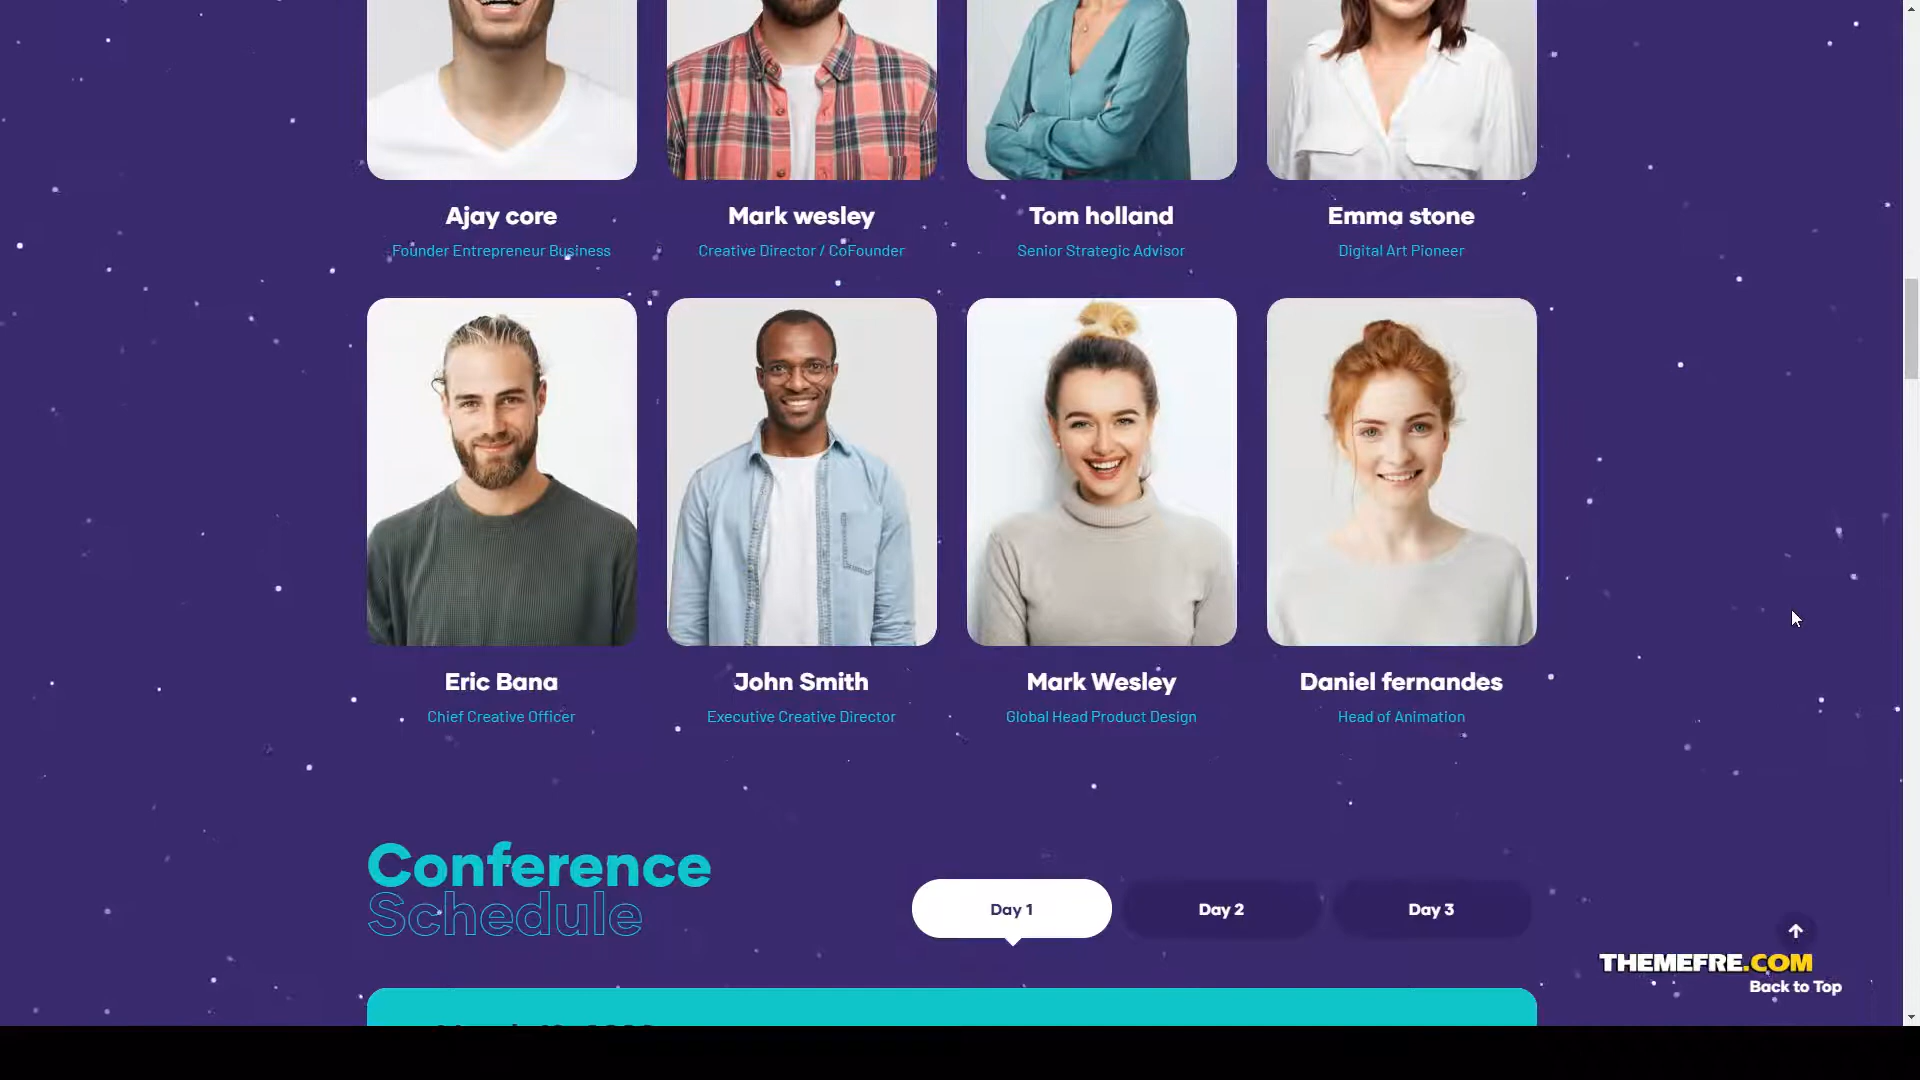 Ajay core
Mark wesley
Tom holland
Emma stone
Founder Entrepreneur Business
Creative Director / CoFounder
Senior Strategic Advisor
Digital Art Pioneer
Eric Bana
John Smith
Mark Wesley
Daniel fernandes
Chief Creative Officer
Executive Creative Director
Global Head Product Design
Head of Animation
Conference
Schedule
Day 1
Day 2
Day 3
THEMEFRE.COM
Back to Top